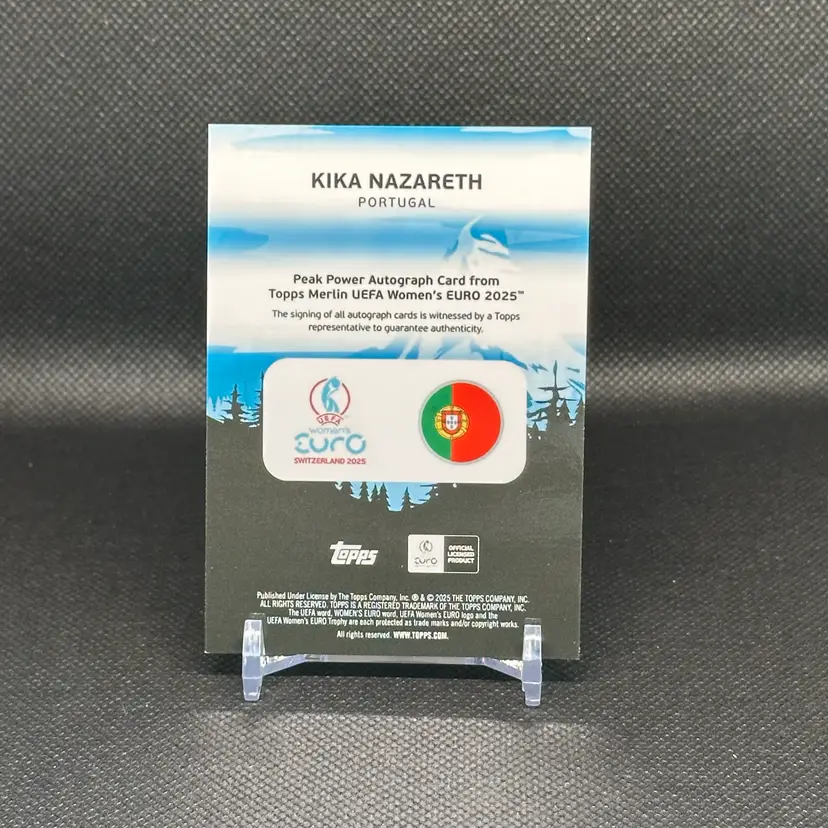 KIKA NAZARETH
PORTUGAL
Peak Power Autograph Card from
Topps Merlin UEFA Women's EURO 2025™
The signing of all autograph cards is witnessed by a Topps
representative to guarantee authenticity.
UEFA
women's
EURO
SWITZERLAND 2025
topps
EURO
OFFICIAL
LICENSED
PRODUCT
Published Under License by The Topps Company, Inc. ® & © 2025 THE TOPPS COMPANY, INC.
ALL RIGHTS RESERVED. TOPPS IS A REGISTERED TRADEMARK OF THE TOPPS COMPANY, INC.
The UEFA word, WOMEN'S EURO word, UEFA Women's EURO logo and the
UEFA Women's EURO Trophy are each protected as trade marks and/or copyright works.
All rights reserved. WWW.TOPPS.COM.